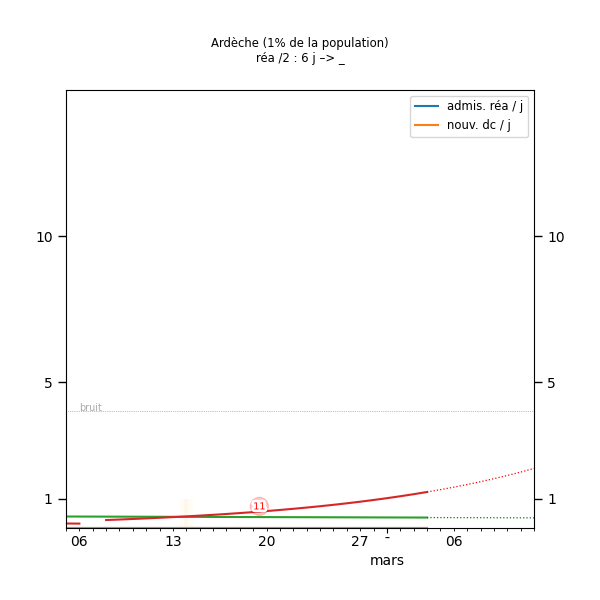 Ardèche (1% de la population)
réa /2 : 6 j –> _
admis. réa / j
nouv. dc / j
10 10
5 5
bruit
11
1 1
06 13 20 27 - 06
mars